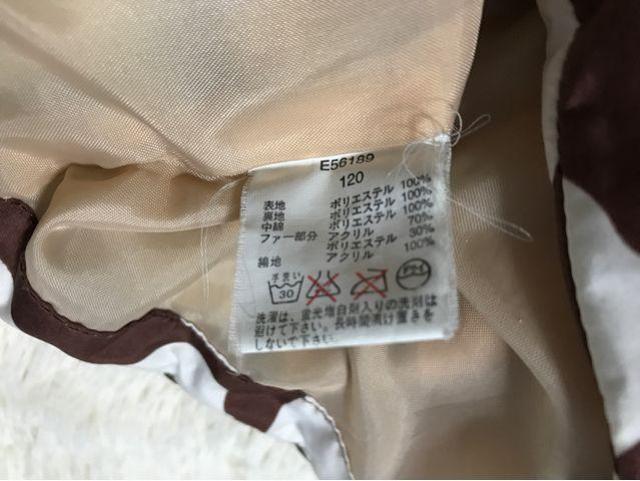 E56189
120
表地 ポリエステル 100%
裏地 ポリエステル 100%
中綿 ポリエステル 100%
ファー部分 アクリル 70%
ポリエステル 30%
綿地 アクリル 100%
手洗い
30
洗濯は、蛍光増白剤入りの洗剤は
避けて下さい。長時間漬け置きを
しないで下さい。